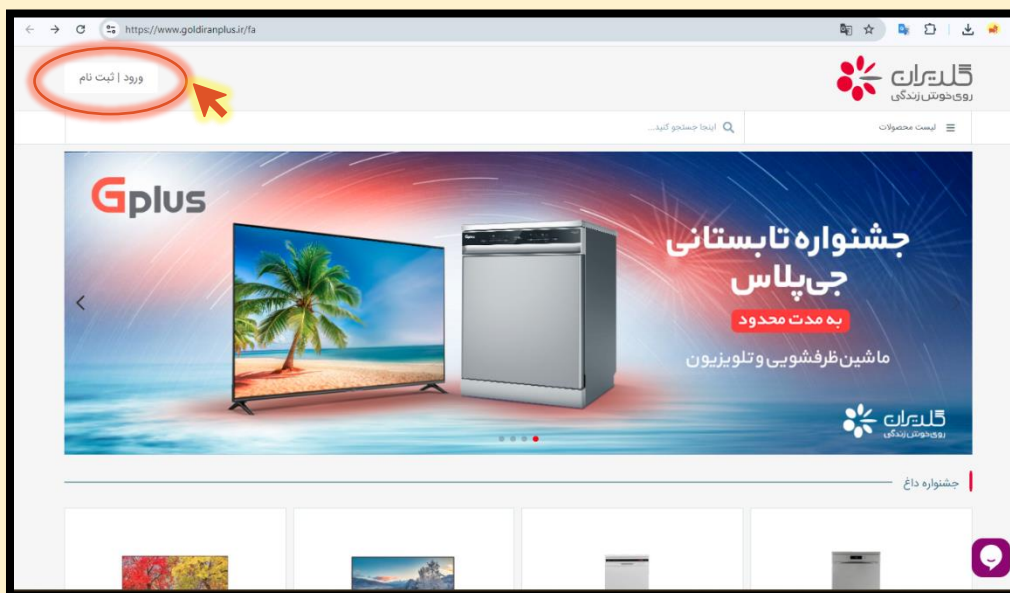 https://www.goldiranplus.ir/fa
ورود | ثبت نام
گلدیران
روی خوش زندگی
لیست محصولات
اینجا جستجو کنید...
Gplus
جشنواره تابستانی
جی‌پلاس
به مدت محدود
ماشین ظرفشویی و تلویزیون
گلدیران
روی خوش زندگی
جشنواره داغ